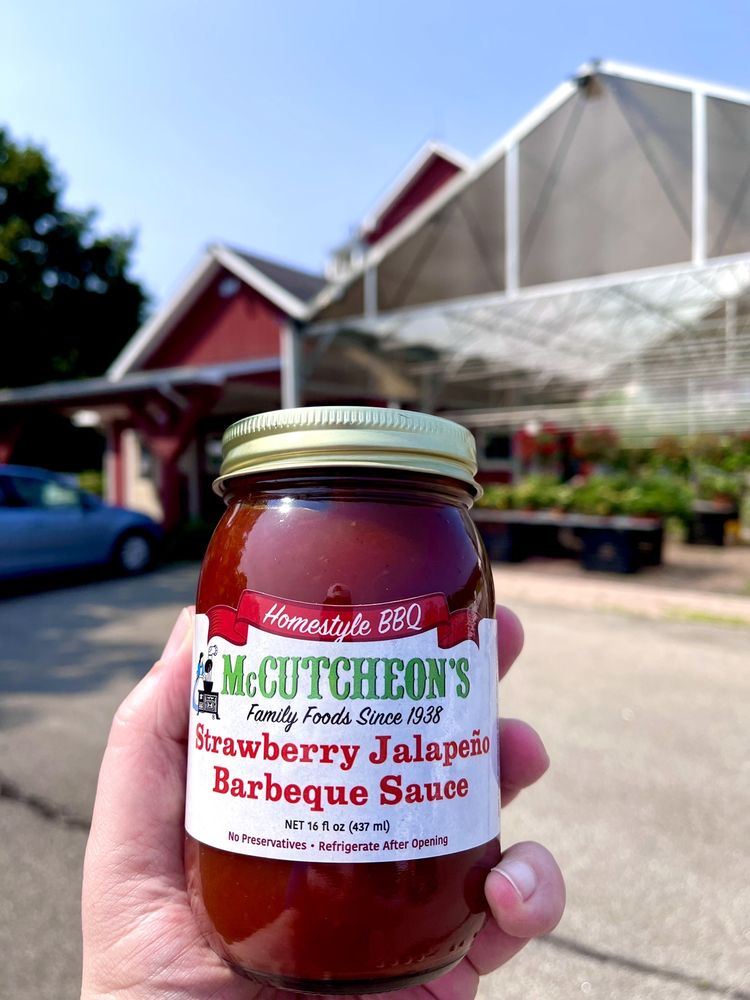 Homestyle BBQ
McCUTCHEON'S
Family Foods Since 1938
Strawberry Jalapeño
Barbeque Sauce
NET 16 fl oz (437 ml)
No Preservatives • Refrigerate After Opening